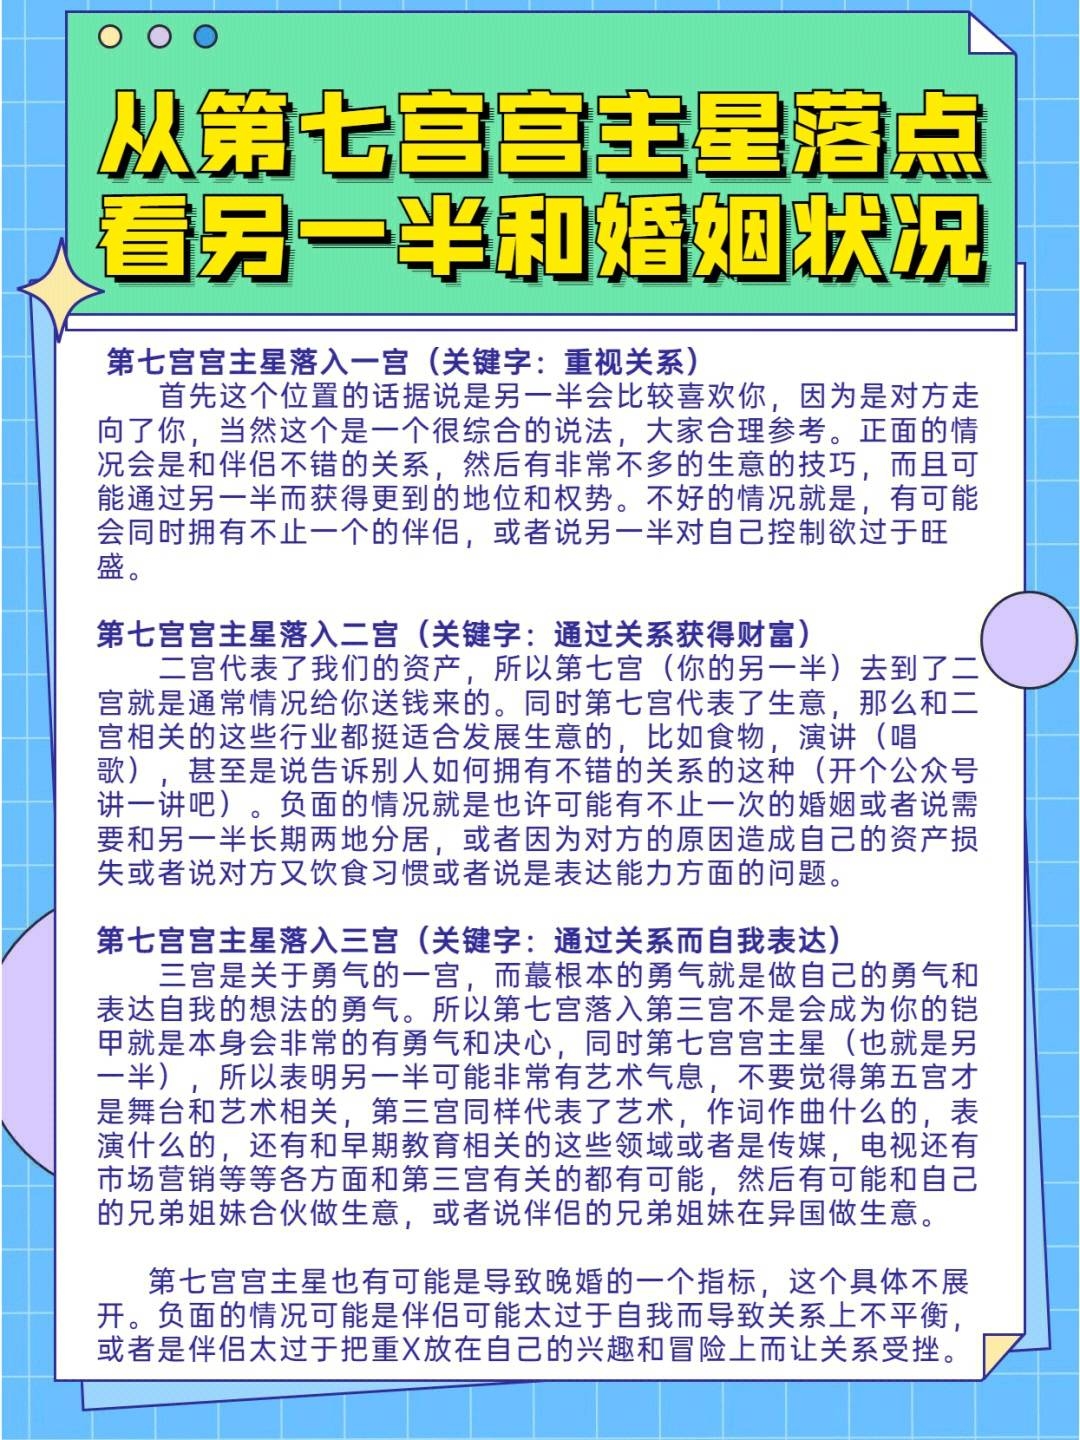 从第七宫宫主星落点
看另一半和婚姻状况
第七宫宫主星落入一宫（关键字：重视关系）
首先这个位置的话据说是另一半会比较喜欢你，因为是对方走
向了你，当然这个是一个很综合的说法，大家合理参考。正面的情
况会是和伴侣不错的关系，然后有非常不多的生意的技巧，而且可
能通过另一半而获得更到的地位和权势。不好的情况就是，有可能
会同时拥有不止一个的伴侣，或者说另一半对自己控制欲过于旺
盛。
第七宫宫主星落入二宫（关键字：通过关系获得财富）
二宫代表了我们的资产，所以第七宫（你的另一半）去到了二
宫就是通常情况给你送钱来的。同时第七宫代表了生意，那么和二
宫相关的这些行业都挺适合发展生意的，比如食物，演讲（唱
歌），甚至是说告诉别人如何拥有不错的关系的这种（开个公众号
讲一讲吧）。负面的情况就是也许可能有不止一次的婚姻或者说需
要和另一半长期两地分居，或者因为对方的原因造成自己的资产损
失或者说对方又饮食习惯或者说是表达能力方面的问题。
第七宫宫主星落入三宫（关键字：通过关系而自我表达）
三宫是关于勇气的一宫，而蕞根本的勇气就是做自己的勇气和
表达自我的想法的勇气。所以第七宫落入第三宫不是会成为你的铠
甲就是本身会非常的有勇气和决心，同时第七宫宫主星（也就是另
一半），所以表明另一半可能非常有艺术气息，不要觉得第五宫才
是舞台和艺术相关，第三宫同样代表了艺术，作词作曲什么的，表
演什么的，还有和早期教育相关的这些领域或者是传媒，电视还有
市场营销等等各方面和第三宫有关的都有可能，然后有可能和自己
的兄弟姐妹合伙做生意，或者说伴侣的兄弟姐妹在异国做生意。
第七宫宫主星也有可能是导致晚婚的一个指标，这个具体不展
开。负面的情况可能是伴侣可能太过于自我而导致关系上不平衡，
或者是伴侣太过于把重X放在自己的兴趣和冒险上而让关系受挫。